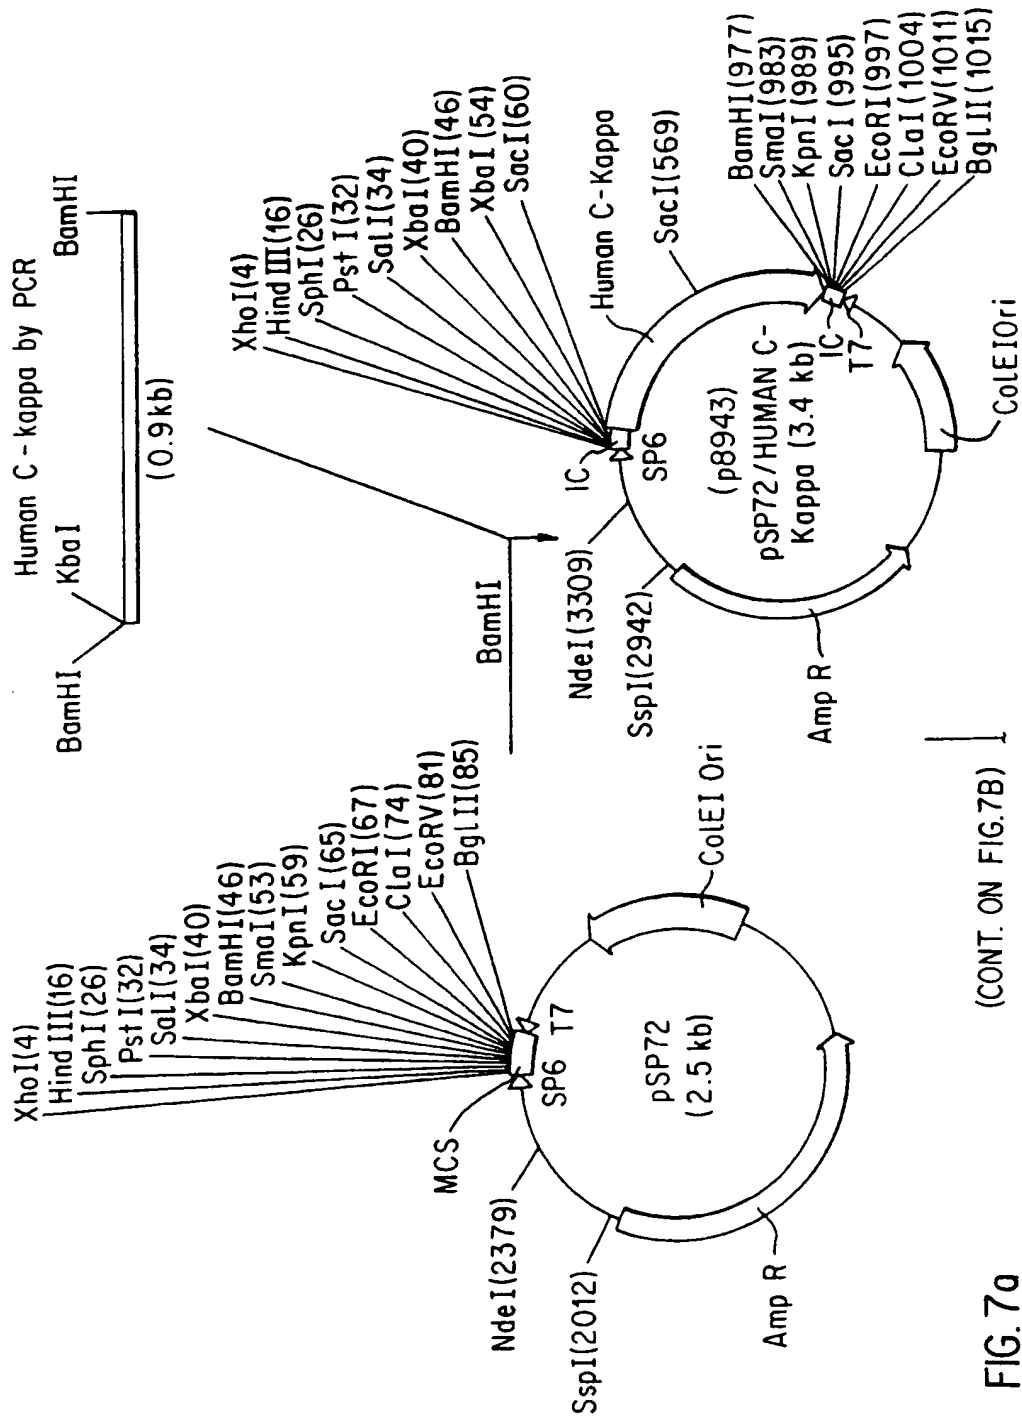 Human C-kappa by PCR
BamHI
KbaI
BamHI
(0.9kb)
XhoI(4)
HindIII(16)
SphI(26)
PstI(32)
SalI(34)
XbaI(40)
BamHI(46)
SmaI(53)
KpnI(59)
SacI(65)
EcoRI(67)
ClaI(74)
EcoRV(81)
BglII(85)
MCS
SP6
T7
NdeI(2379)
SspI(2012)
pSP72
(2.5 kb)
ColEI Ori
Amp R
BamHI
XhoI(4)
HindIII(16)
SphI(26)
Pst I(32)
SalI(34)
XbaI(40)
BamHI(46)
XbaI(54)
SacI(60)
IC
SP6
Human C-Kappa
SacI(569)
NdeI(3309)
SspI(2942)
(p8943)
pSP72/HUMAN C-
Kappa (3.4 kb)
IC
T7
BamHI(977)
SmaI(983)
KpnI(989)
SacI(995)
EcoRI(997)
ClaI(1004)
EcoRV(1011)
BglII(1015)
ColEIOri
Amp R
(CONT. ON FIG.7B)
FIG. 7a